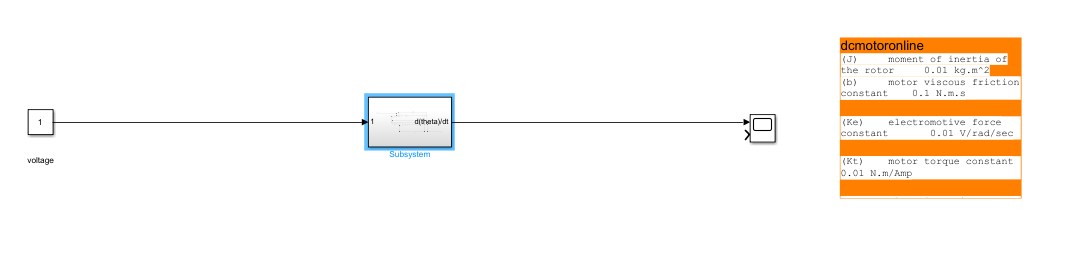 dcmotoronline
(J) moment of inertia of
the rotor 0.01 kg.m^2
(b) motor viscous friction
constant 0.1 N.m.s
(Ke) electromotive force
constant 0.01 V/rad/sec
(Kt) motor torque constant
0.01 N.m/Amp
1
1
d(theta)/dt
Subsystem
voltage